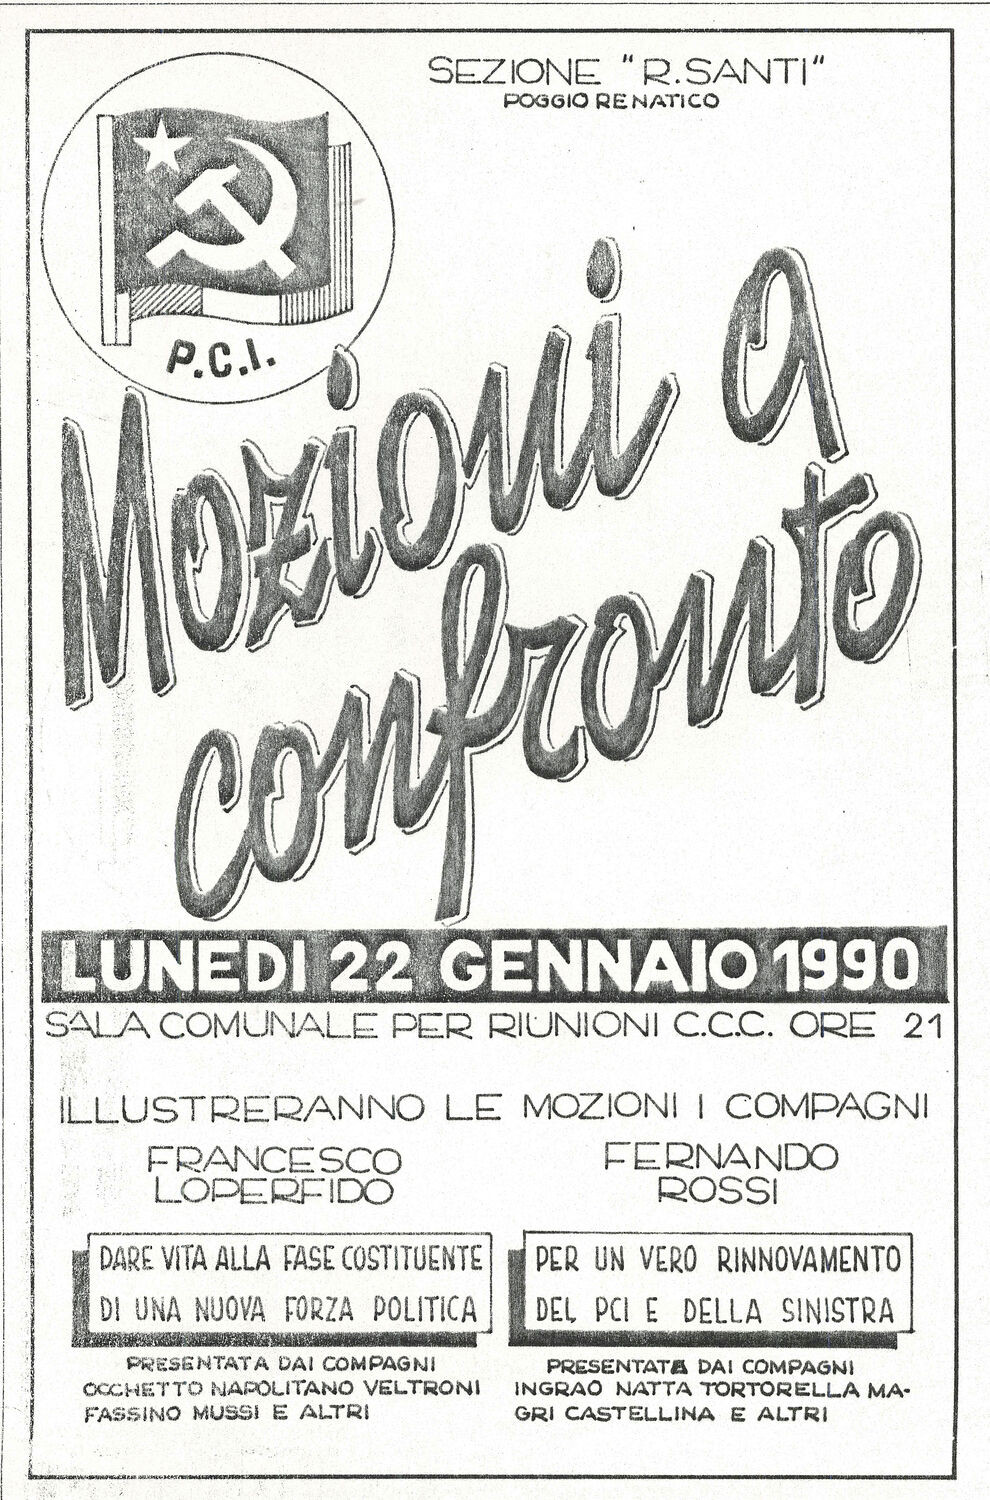 SEZIONE "R.SANTI"
POGGIO RENATICO
P.C.I.
Mozioni a
confronto
LUNEDI 22 GENNAIO 1990
SALA COMUNALE PER RIUNIONI C.C.C. ORE 21
ILLUSTRERANNO LE MOZIONI I COMPAGNI
FRANCESCO
LOPERFIDO
DARE VITA ALLA FASE COSTITUENTE
DI UNA NUOVA FORZA POLITICA
PRESENTATA DAI COMPAGNI
OCCHETTO NAPOLITANO VELTRONI
FASSINO MUSSI E ALTRI
FERNANDO
ROSSI
PER UN VERO RINNOVAMENTO
DEL PCI E DELLA SINISTRA
PRESENTATA DAI COMPAGNI
INGRAO NATTA TORTORELLA MA-
GRI CASTELLINA E ALTRI